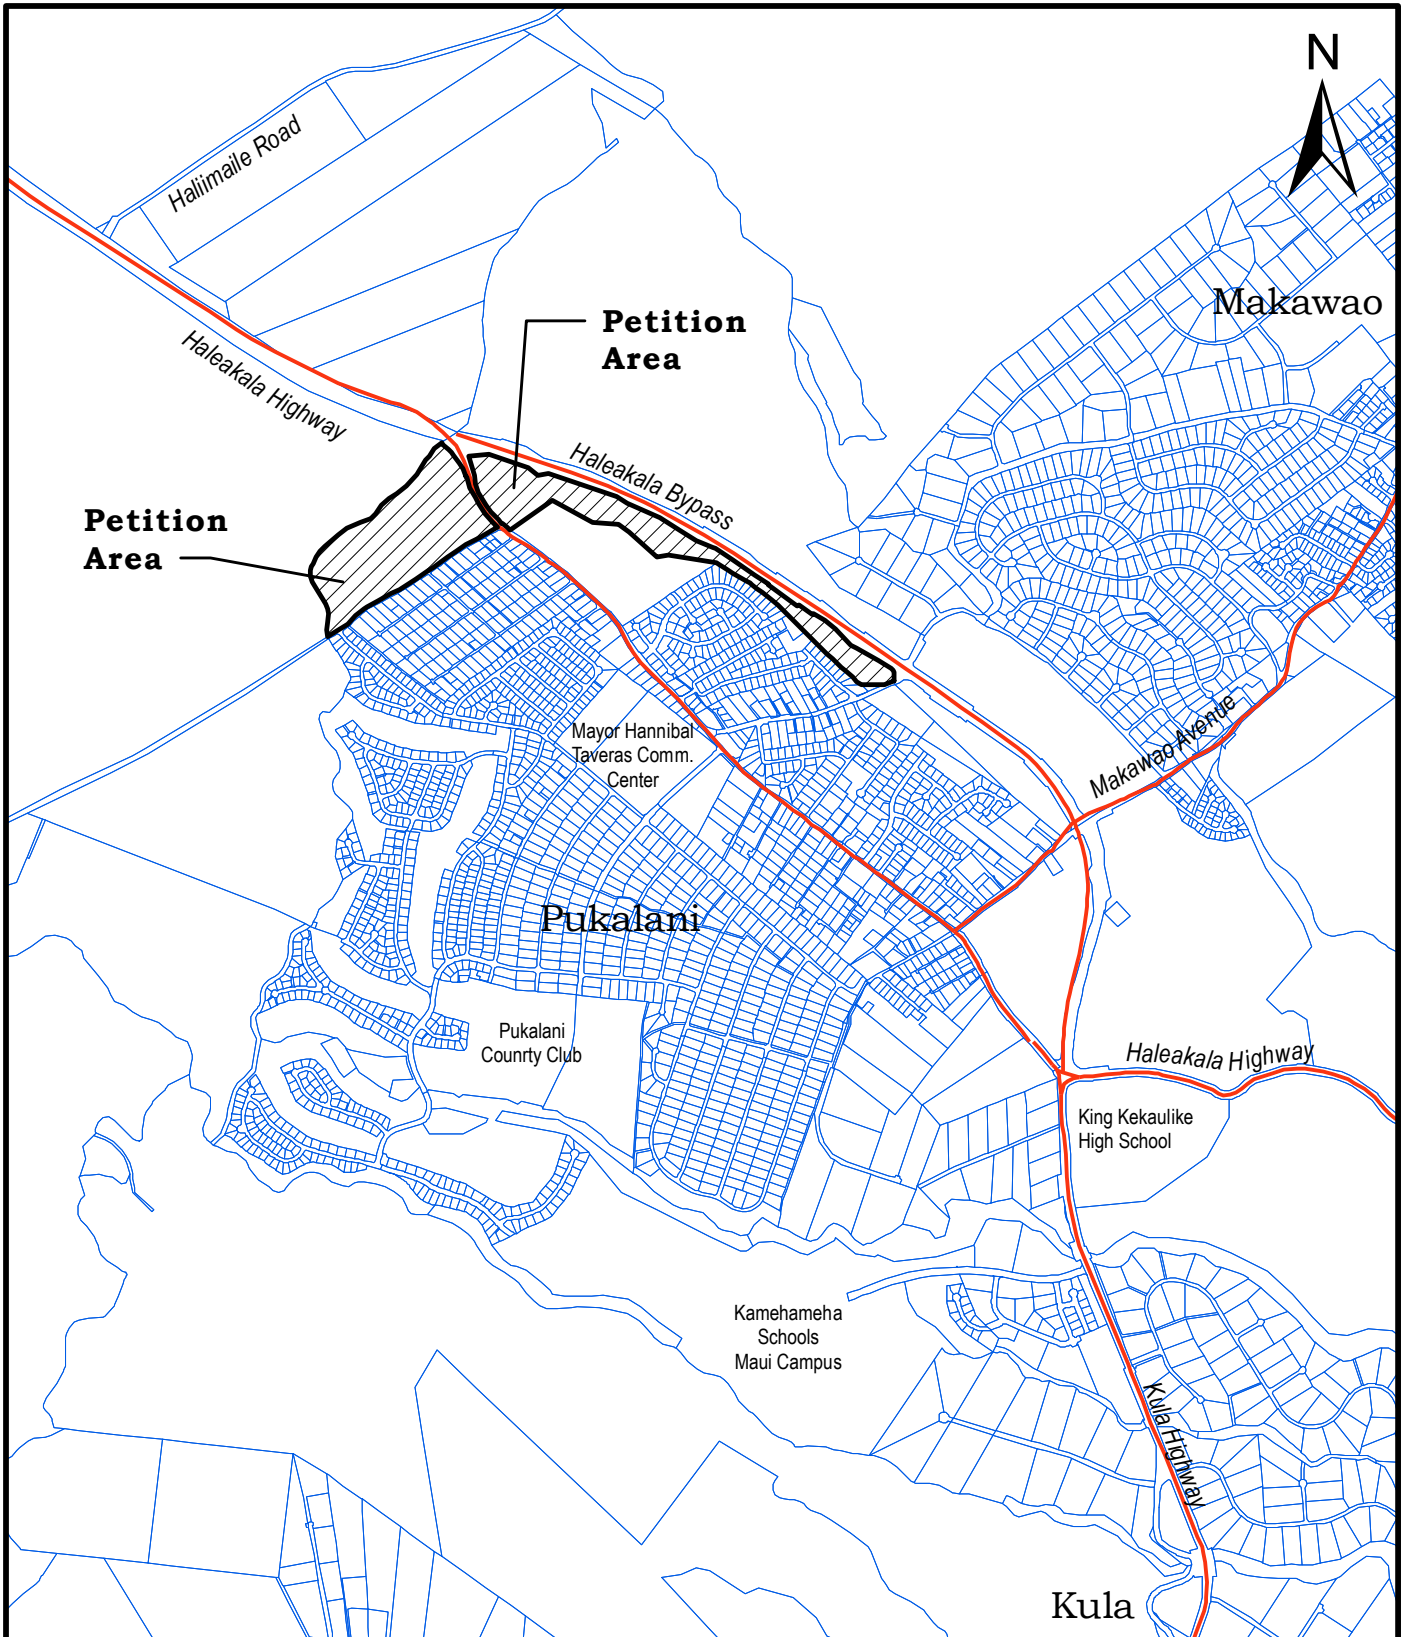 N
Haliimaile Road
Makawao
Petition
Area
Haleakala Highway
Haleakala Bypass
Petition
Area
Makawao Avenue
Mayor Hannibal
Taveras Comm.
Center
Pukalani
Pukalani
Counrty Club
Haleakala Highway
King Kekaulike
High School
Kamehameha
Schools
Maui Campus
Kula Highway
Kula